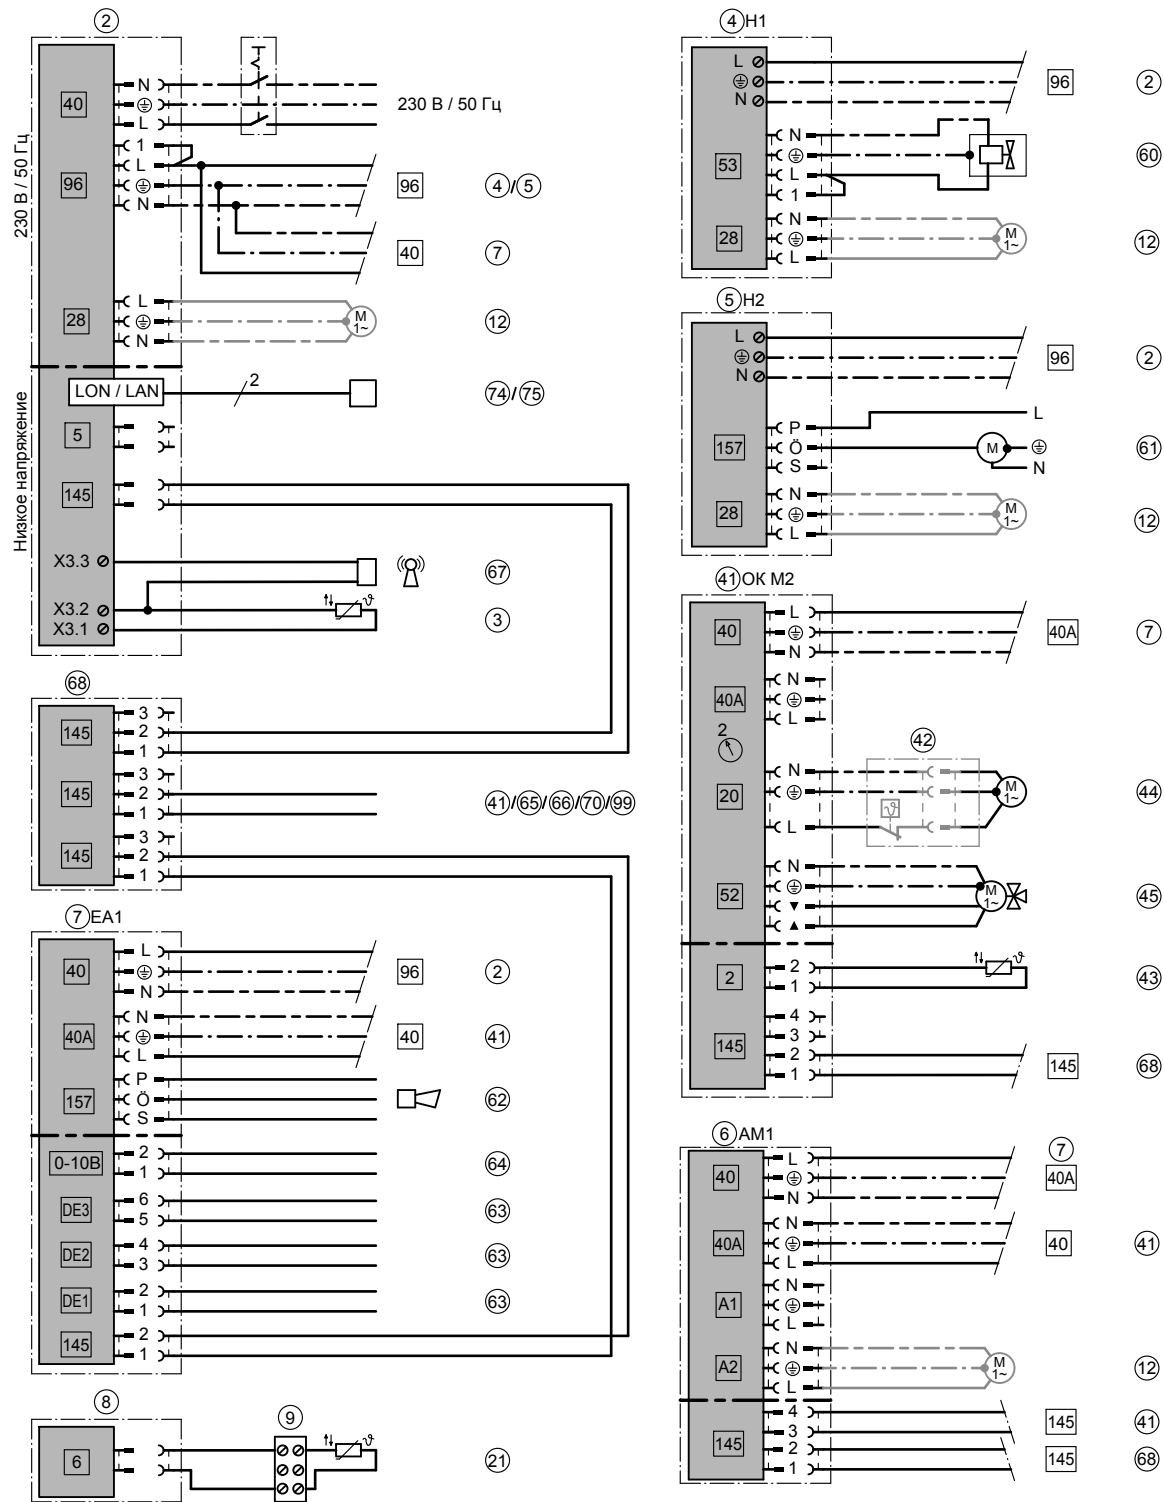 2
230 В / 50 Гц
40
N
L
230 В / 50 Гц
1
L
96
N
96
4/5
40
7
28
L
N
M
1~
12
Низкое напряжение
LON / LAN
2
74/75
5
145
X3.3
67
X3.2
X3.1
ϑ
3
68
145
3
2
1
145
3
2
1
41/65/66/70/99
145
3
2
1
7 EA1
40
L
N
96
2
40A
N
L
40
41
157
P
Ö
S
62
0-10В
2
1
64
DE3
6
5
63
DE2
4
3
63
DE1
2
1
63
145
2
1
8
6
9
ϑ
21
4 H1
L
N
96
2
53
N
L
1
60
28
N
L
M
1~
12
5 H2
L
N
96
2
157
P
Ö
S
L
M
N
61
28
N
L
M
1~
12
41 ОК M2
40
L
N
40A
7
40A
N
L
2
42
20
N
L
ϑ
M
1~
44
52
N
▼
▲
M
1~
45
2
2
1
ϑ
43
145
4
3
2
1
145
68
6 AM1
40
L
N
7
40A
40A
N
L
40
41
A1
N
L
A2
N
L
M
1~
12
145
4
3
2
1
145
41
145
68